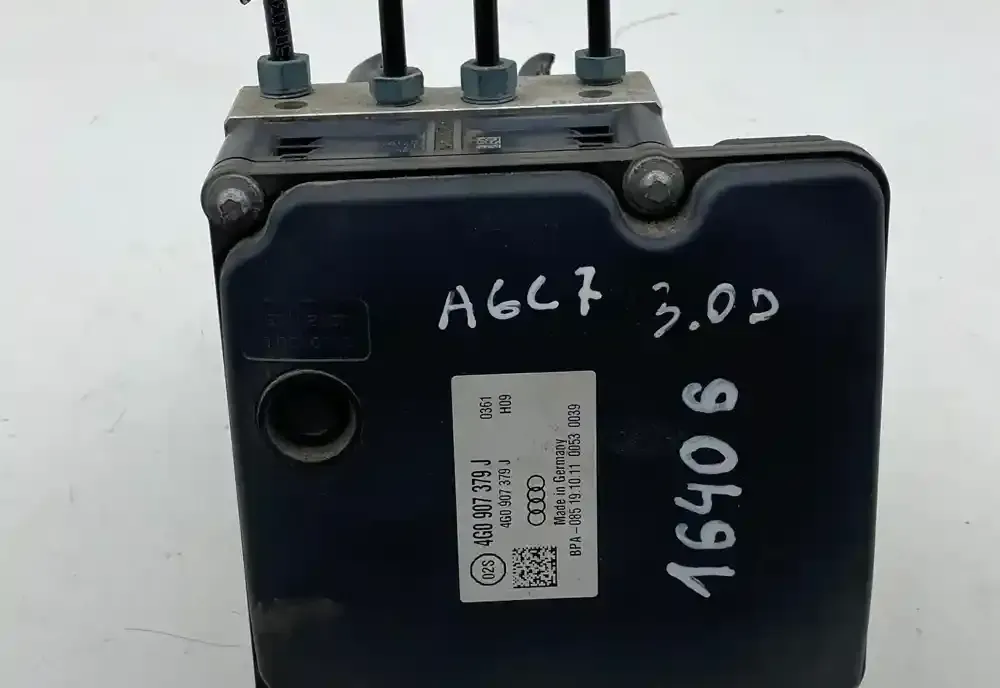 A6C7 3.0D
16406
0361
H09
4G0 907 379 J
4G0 907 379 J
02S
Made in Germany
BPA-085 19.10.11 0053 0039